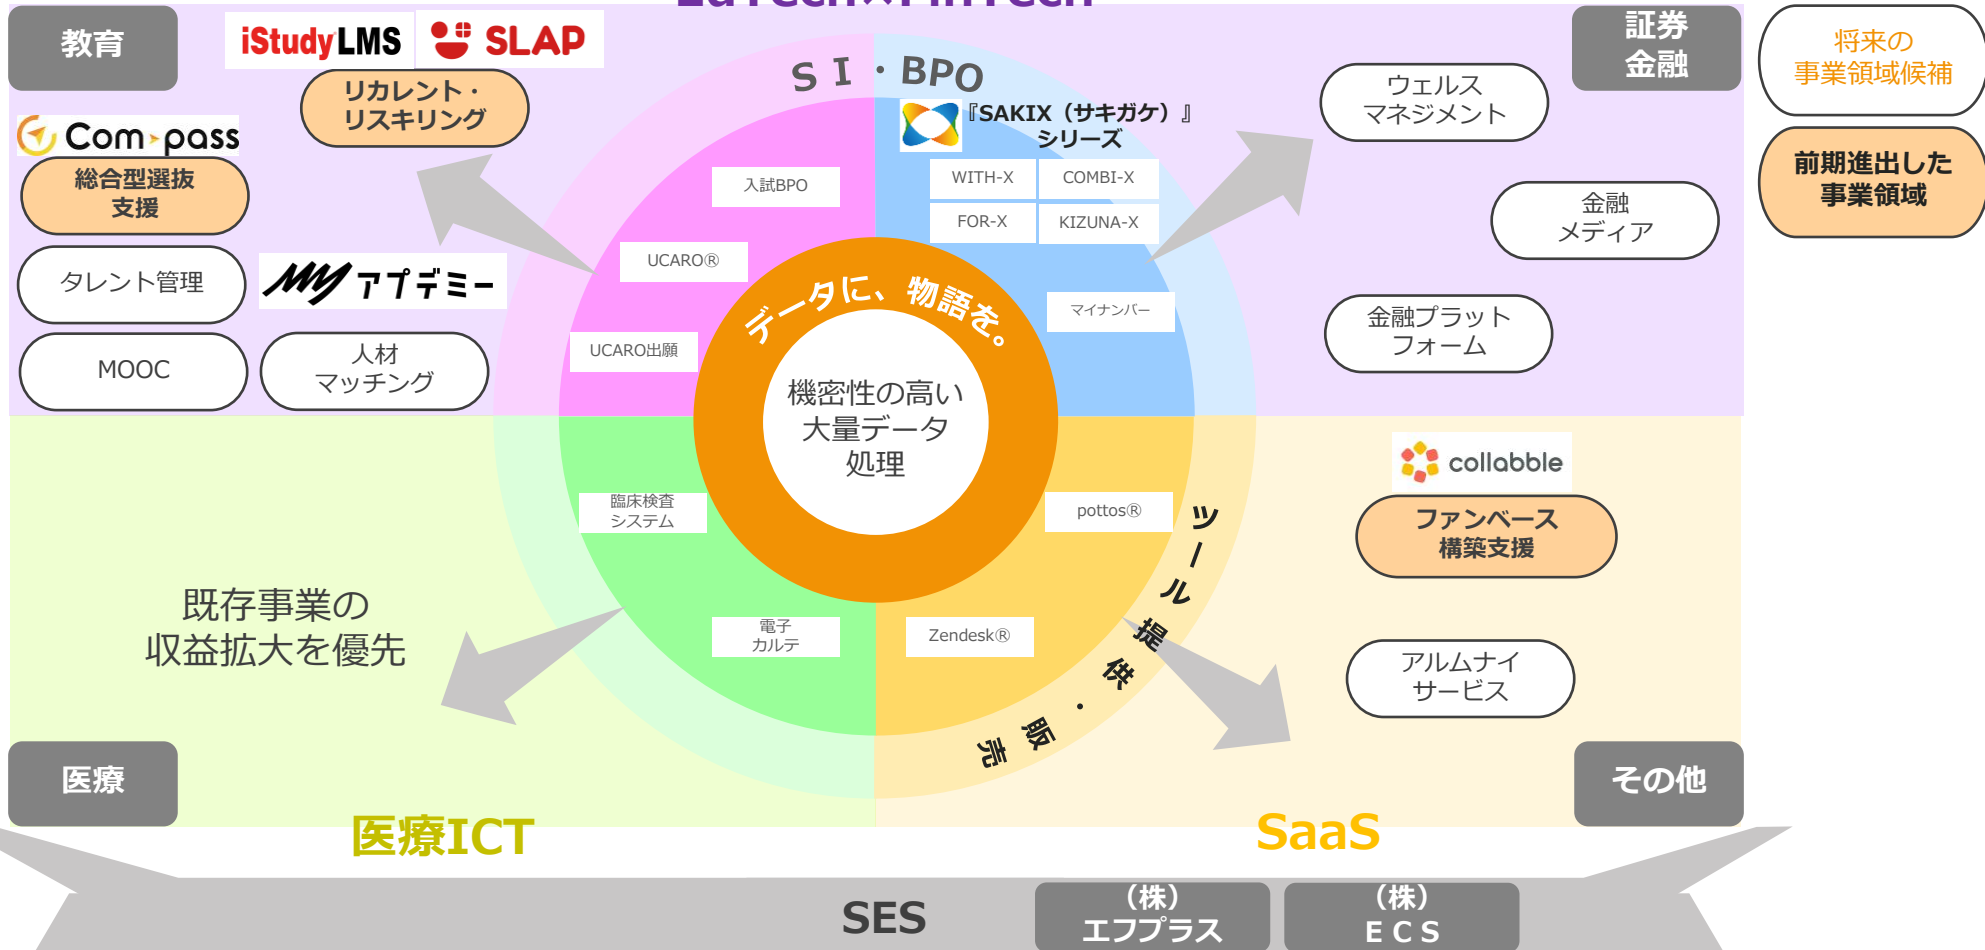 EdTech×FinTech
教育
iStudy LMS
SLAP
リカレント・
リスキリング
Com・pass
総合型選抜
支援
タレント管理
アプデミー
MOOC
人材
マッチング
SI・BPO
『SAKIX（サキガケ）』
シリーズ
WITH-X
COMBI-X
FOR-X
KIZUNA-X
入試BPO
UCARO®
UCARO出願
マイナンバー
データに、物語を。
機密性の高い
大量データ
処理
証券
金融
ウェルス
マネジメント
金融
メディア
金融プラット
フォーム
将来の
事業領域候補
前期進出した
事業領域
臨床検査
システム
電子
カルテ
pottos®
Zendesk®
ツール提供・販売
collabble
ファンベース
構築支援
アルムナイ
サービス
既存事業の
収益拡大を優先
医療
その他
医療ICT
SaaS
SES
（株）
エフプラス
（株）
ＥＣＳ